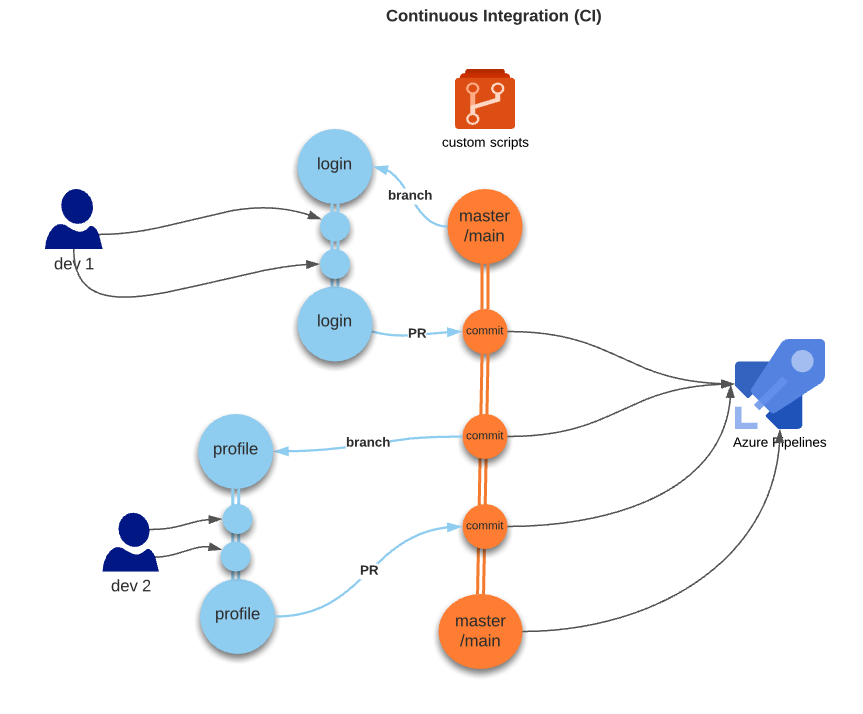 Continuous Integration (CI)
custom scripts
login
branch
master
/main
dev 1
login
PR
commit
Azure Pipelines
profile
branch
commit
commit
dev 2
PR
profile
master
/main